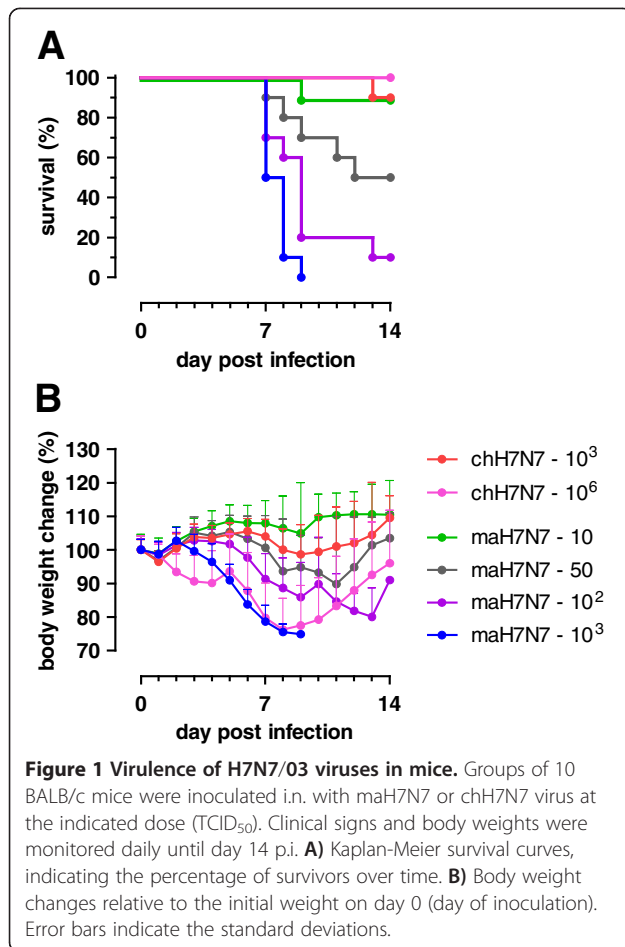 A
100
80
60
40
20
0
survival (%)
0 7 14
day post infection
B
130
120
110
100
90
80
70
body weight change (%)
0 7 14
day post infection
chH7N7 - 10³
chH7N7 - 10⁶
maH7N7 - 10
maH7N7 - 50
maH7N7 - 10²
maH7N7 - 10³
Figure 1 Virulence of H7N7/03 viruses in mice. Groups of 10
BALB/c mice were inoculated i.n. with maH7N7 or chH7N7 virus at
the indicated dose (TCID₅₀). Clinical signs and body weights were
monitored daily until day 14 p.i. A) Kaplan-Meier survival curves,
indicating the percentage of survivors over time. B) Body weight
changes relative to the initial weight on day 0 (day of inoculation).
Error bars indicate the standard deviations.